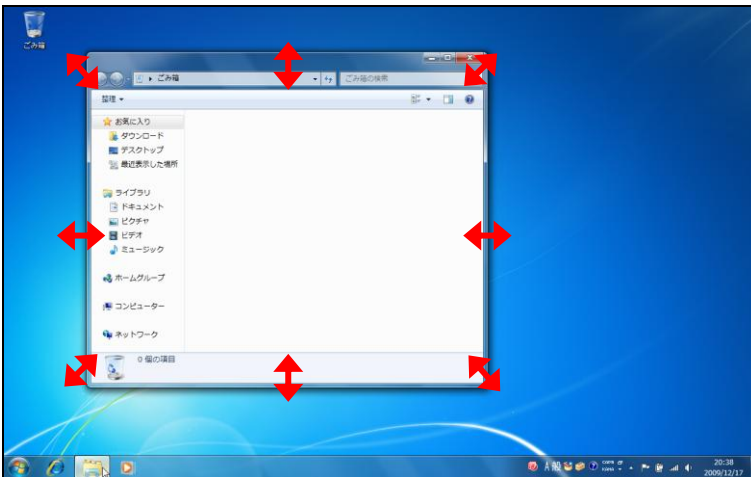 ごみ箱
ごみ箱
ごみ箱の検索
整理
お気に入り
ダウンロード
デスクトップ
最近表示した場所
ライブラリ
ドキュメント
ピクチャ
ビデオ
ミュージック
ホームグループ
コンピューター
ネットワーク
0 個の項目
20:38
2009/12/17